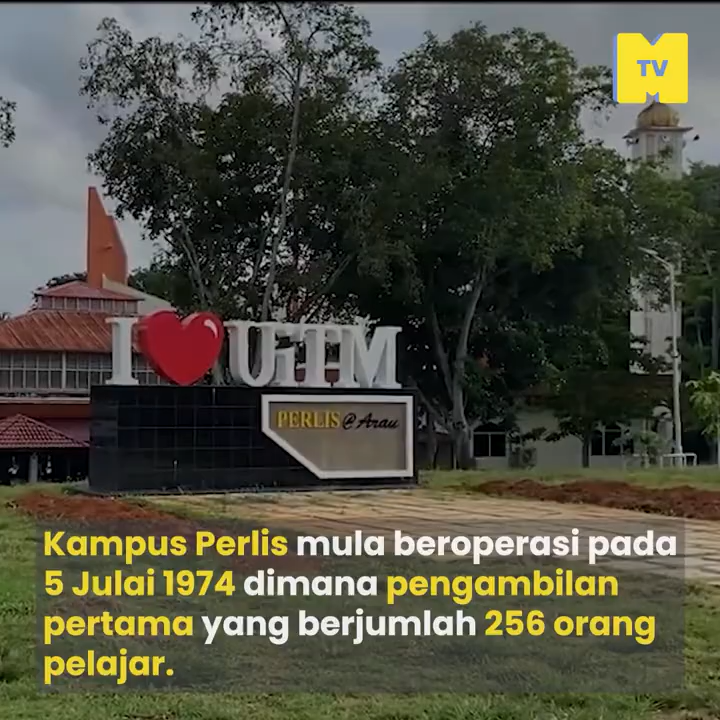 M
TV
I ❤ UiTM
PERLIS @ Arau
Kampus Perlis mula beroperasi pada
5 Julai 1974 dimana pengambilan
pertama yang berjumlah 256 orang
pelajar.